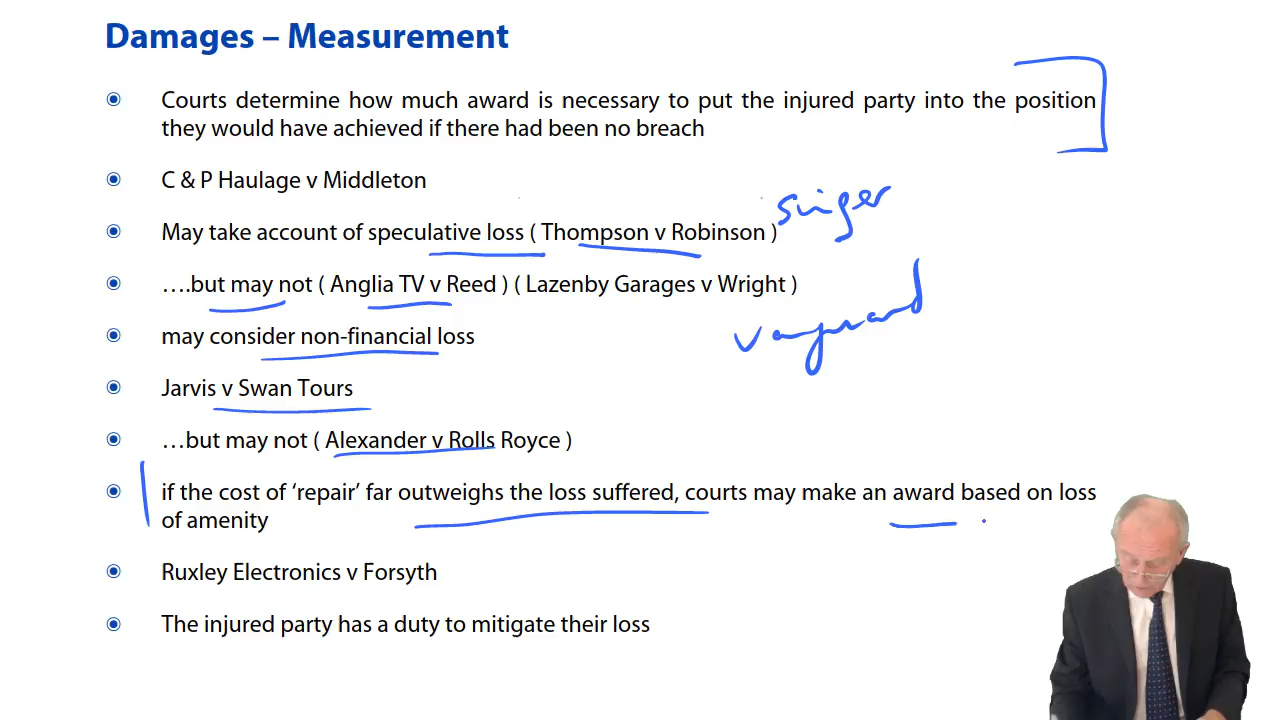 Damages – Measurement
Courts determine how much award is necessary to put the injured party into the position
they would have achieved if there had been no breach
C & P Haulage v Middleton
May take account of speculative loss ( Thompson v Robinson )
singer
….but may not ( Anglia TV v Reed ) ( Lazenby Garages v Wright )
vanguard
may consider non-financial loss
Jarvis v Swan Tours
…but may not ( Alexander v Rolls Royce )
if the cost of ‘repair’ far outweighs the loss suffered, courts may make an award based on loss
of amenity
Ruxley Electronics v Forsyth
The injured party has a duty to mitigate their loss